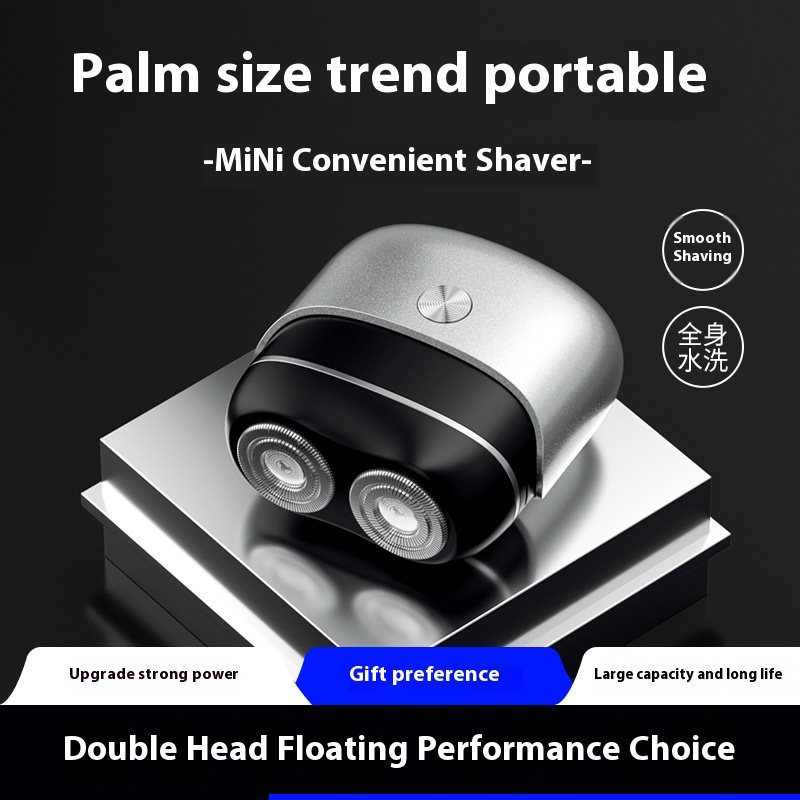 Palm size trend portable
-MiNi Convenient Shaver-
Smooth
Shaving
全身
水洗
Upgrade strong power
Gift preference
Large capacity and long life
Double Head Floating Performance Choice